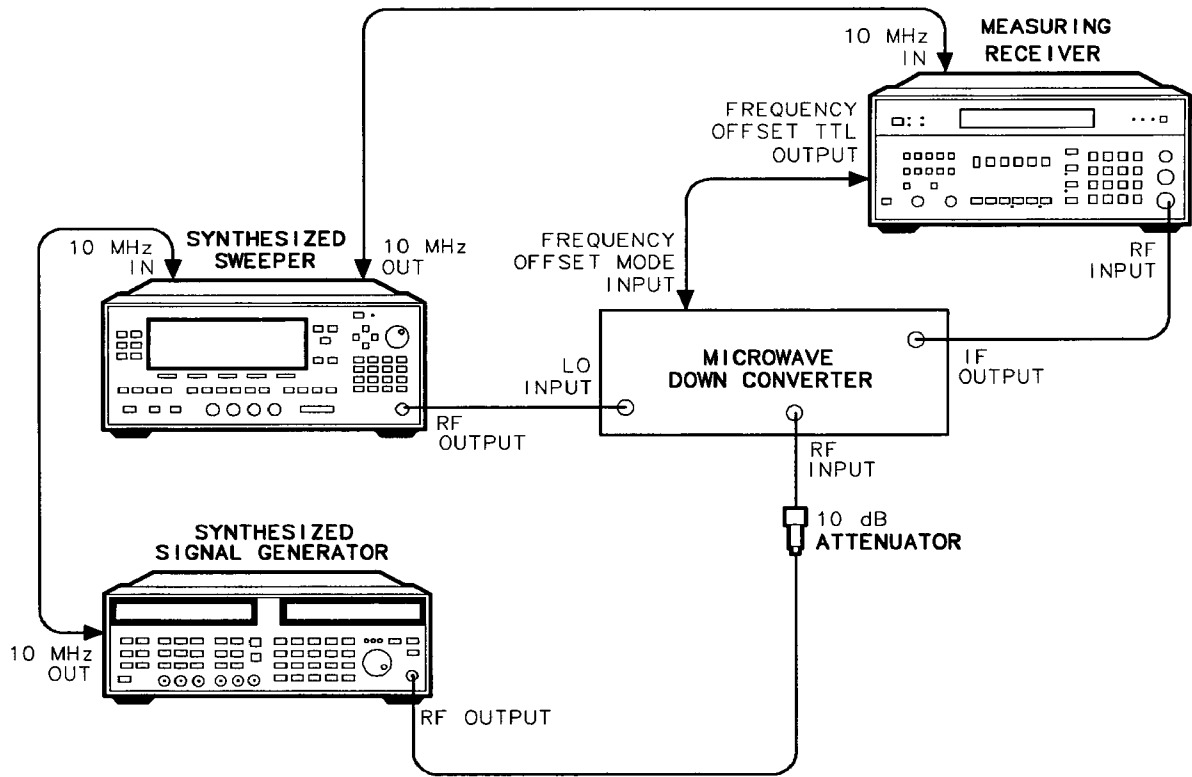 MEASURING
RECEIVER
10 MHz
IN
FREQUENCY
OFFSET TTL
OUTPUT
RF
INPUT
10 MHz
IN
SYNTHESIZED
SWEEPER
10 MHz
OUT
FREQUENCY
OFFSET MODE
INPUT
LO
INPUT
MICROWAVE
DOWN CONVERTER
IF
OUTPUT
RF
OUTPUT
RF
INPUT
10 dB
ATTENUATOR
SYNTHESIZED
SIGNAL GENERATOR
10 MHz
OUT
RF OUTPUT